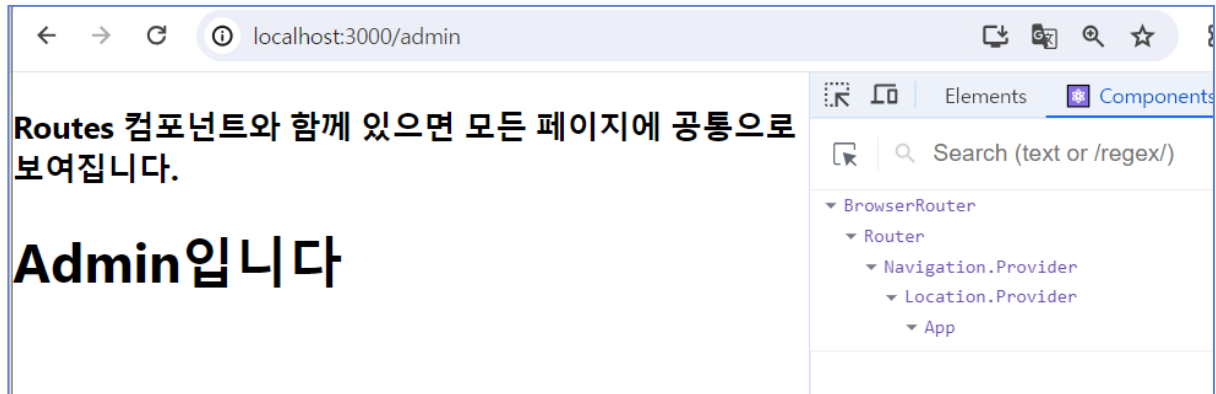 localhost:3000/admin
Elements
Components
Routes 컴포넌트와 함께 있으면 모든 페이지에 공통으로
보여집니다.
Admin입니다
Search (text or /regex/)
BrowserRouter
Router
Navigation.Provider
Location.Provider
App